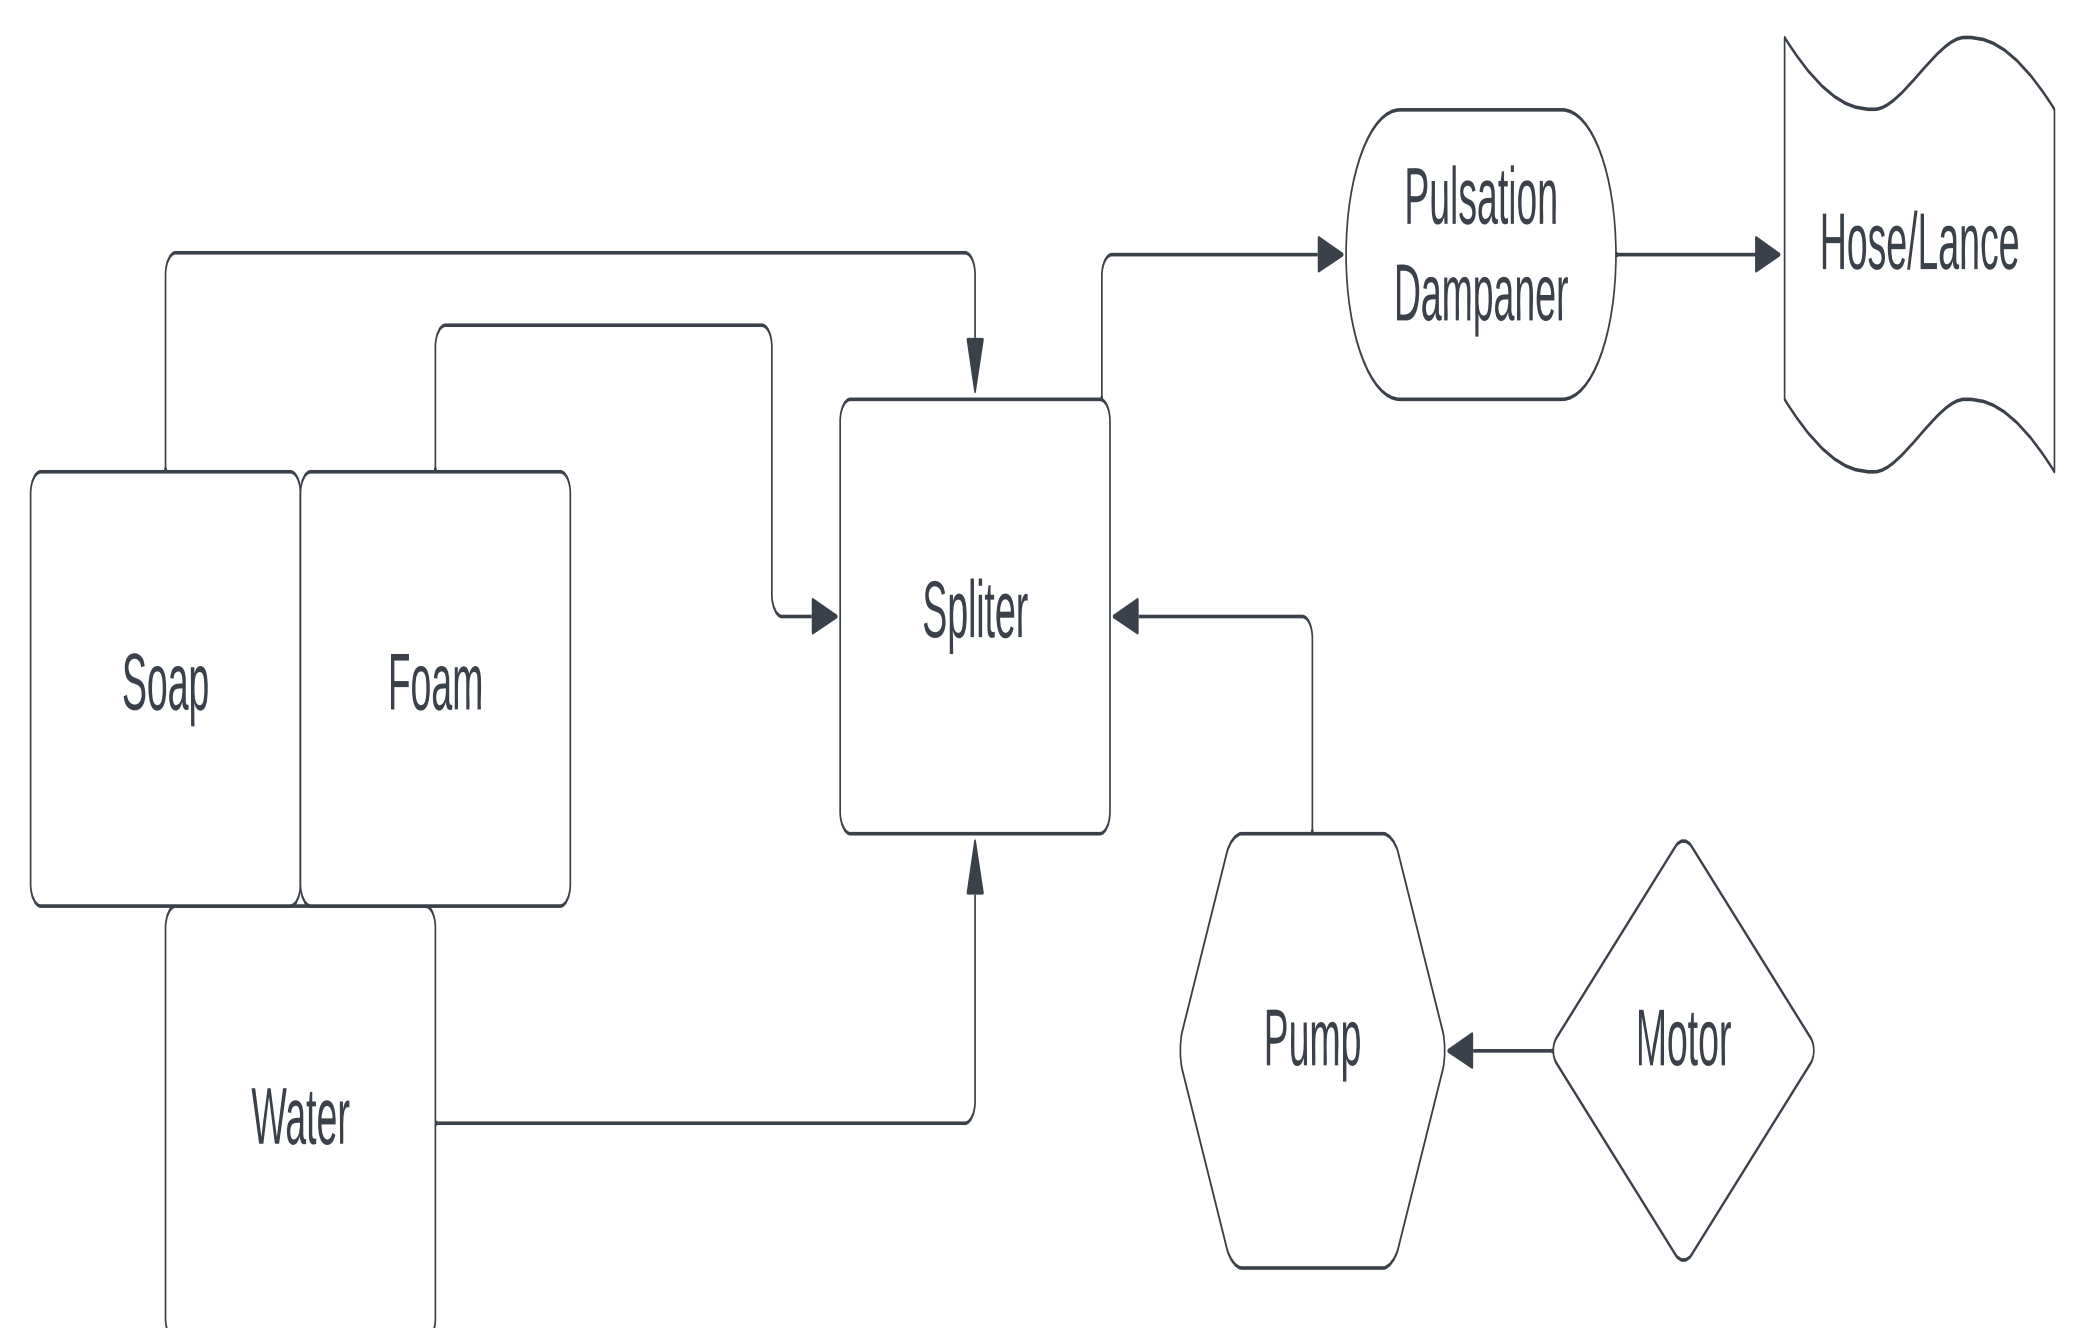 Pulsation
Dampaner
Hose/Lance
Spliter
Soap
Foam
Pump
Motor
Water